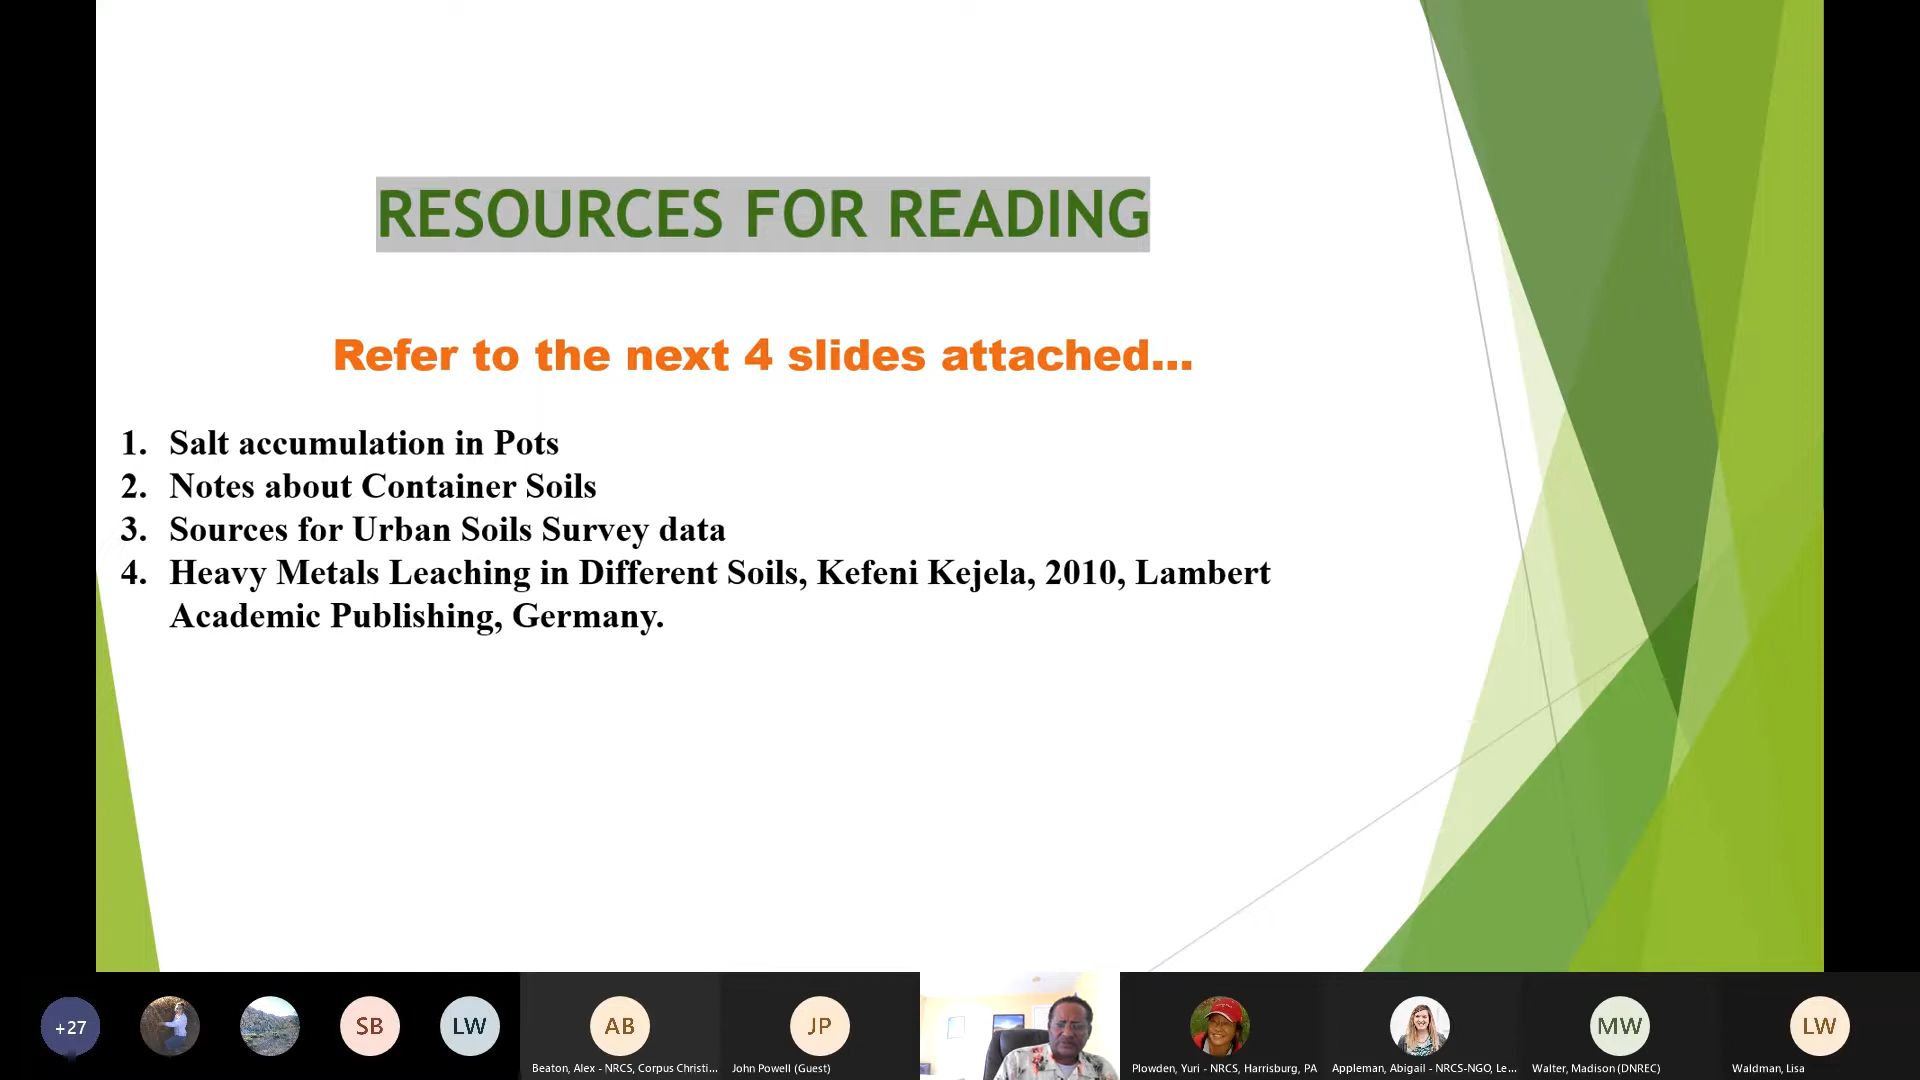 RESOURCES FOR READING
Refer to the next 4 slides attached...
1. Salt accumulation in Pots
2. Notes about Container Soils
3. Sources for Urban Soils Survey data
4. Heavy Metals Leaching in Different Soils, Kefeni Kejela, 2010, Lambert
Academic Publishing, Germany.
+27
SB
LW
AB
JP
MW
LW
Beaton, Alex - NRCS, Corpus Christi...
John Powell (Guest)
Plowden, Yuri - NRCS, Harrisburg, PA
Appleman, Abigail - NRCS-NGO, Le...
Walter, Madison (DNREC)
Waldman, Lisa